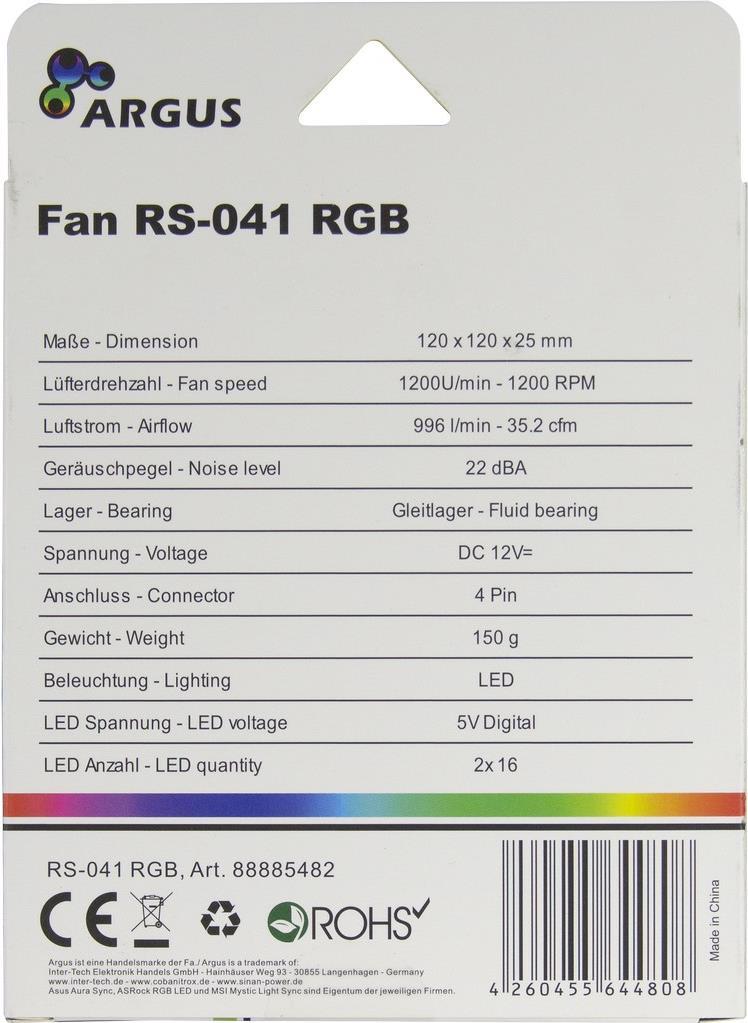 ARGUS
Fan RS-041 RGB
Maße - Dimension 120 x 120 x 25 mm
Lüfterdrehzahl - Fan speed 1200U/min - 1200 RPM
Luftstrom - Airflow 996 l/min - 35.2 cfm
Geräuschpegel - Noise level 22 dBA
Lager - Bearing Gleitlager - Fluid bearing
Spannung - Voltage DC 12V=
Anschluss - Connector 4 Pin
Gewicht - Weight 150 g
Beleuchtung - Lighting LED
LED Spannung - LED voltage 5V Digital
LED Anzahl - LED quantity 2x 16
RS-041 RGB, Art. 88885482
CE
ROHS
Argus ist eine Handelsmarke der Fa./ Argus is a trademark of:
Inter-Tech Elektronik Handels GmbH - Hainhäuser Weg 93 - 30855 Langenhagen - Germany
www.inter-tech.de - www.cobanitrox.de - www.sinan-power.de
Asus Aura Sync, ASRock RGB LED und MSI Mystic Light Sync sind Eigentum der jeweiligen Firmen.
4 260455 644808
Made in China